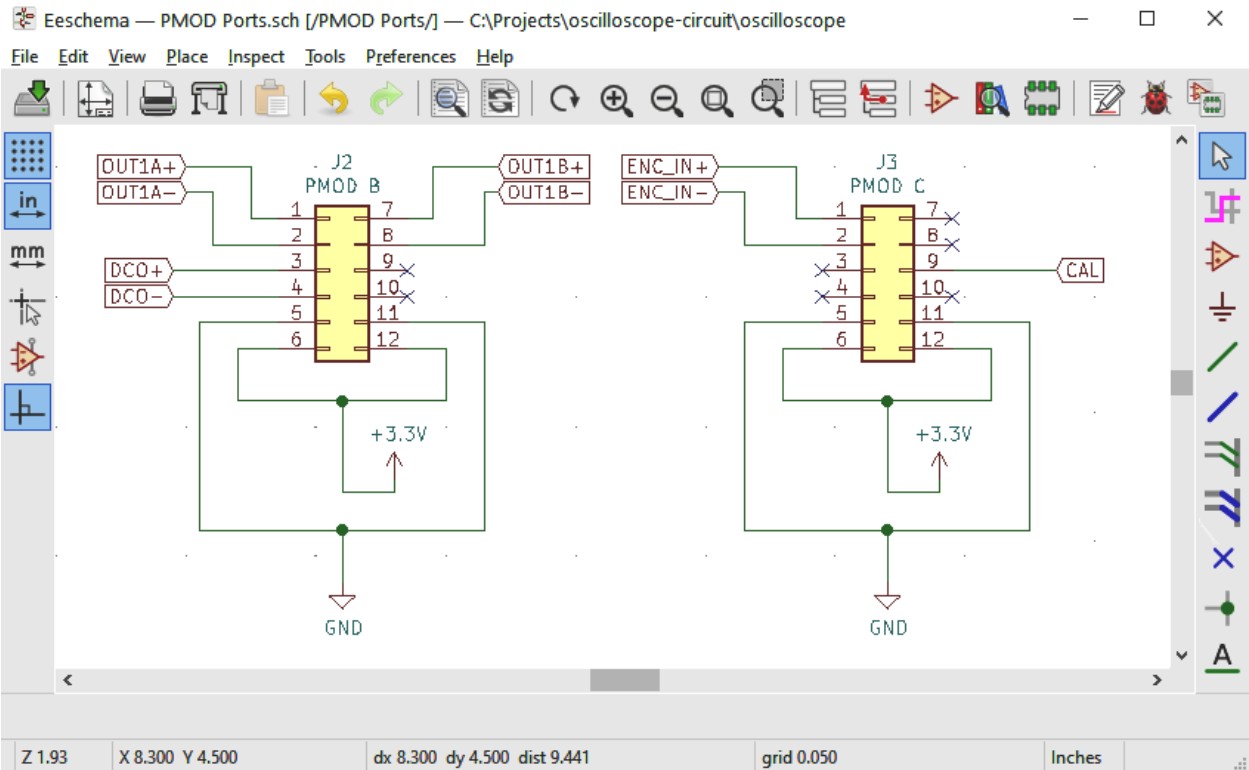 Eeschema — PMOD Ports.sch [/PMOD Ports/] — C:\Projects\oscilloscope-circuit\oscilloscope
File Edit View Place Inspect Tools Preferences Help
in
mm
A
OUT1A+
OUT1A-
DCO+
DCO-
J2
PMOD B
1 7
2 8
3 9
4 10
5 11
6 12
OUT1B+
OUT1B-
+3.3V
GND
ENC_IN+
ENC_IN-
J3
PMOD C
1 7
2 8
3 9
4 10
5 11
6 12
CAL
+3.3V
GND
Z 1.93 X 8.300 Y 4.500 dx 8.300 dy 4.500 dist 9.441 grid 0.050 Inches